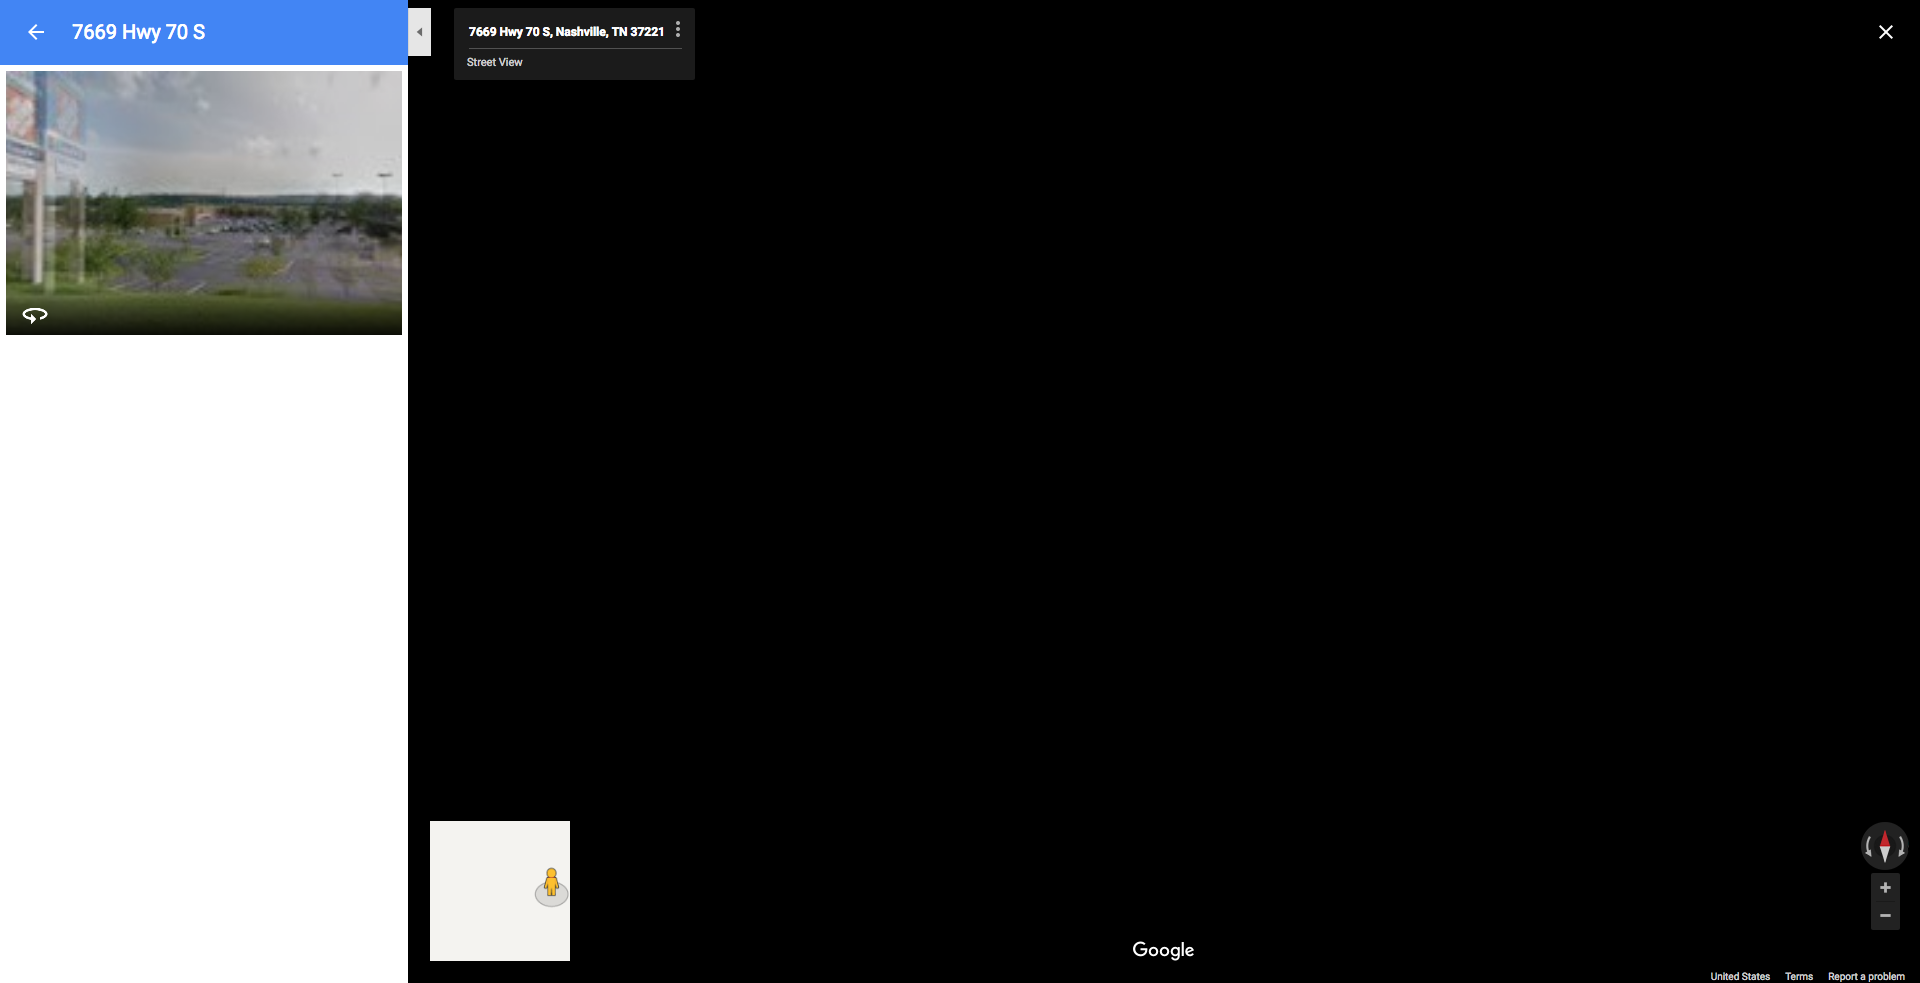 7669 Hwy 70 S
7669 Hwy 70 S, Nashville, TN 37221
Street View
Google
United States Terms Report a problem